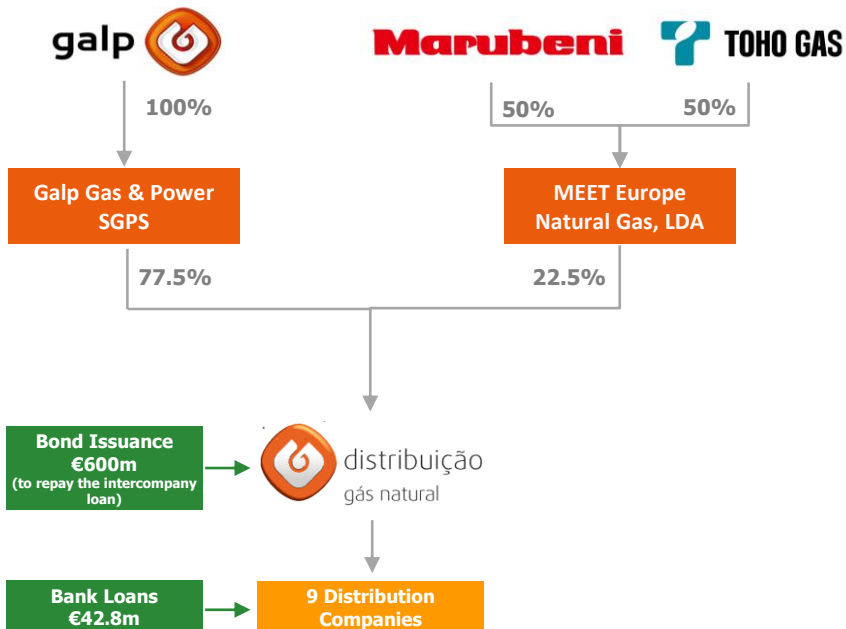 galp
Marubeni
TOHO GAS
100%
50%
50%
Galp Gas & Power
SGPS
MEET Europe
Natural Gas, LDA
77.5%
22.5%
Bond Issuance
€600m
(to repay the intercompany
loan)
distribuição
gás natural
Bank Loans
€42.8m
9 Distribution
Companies